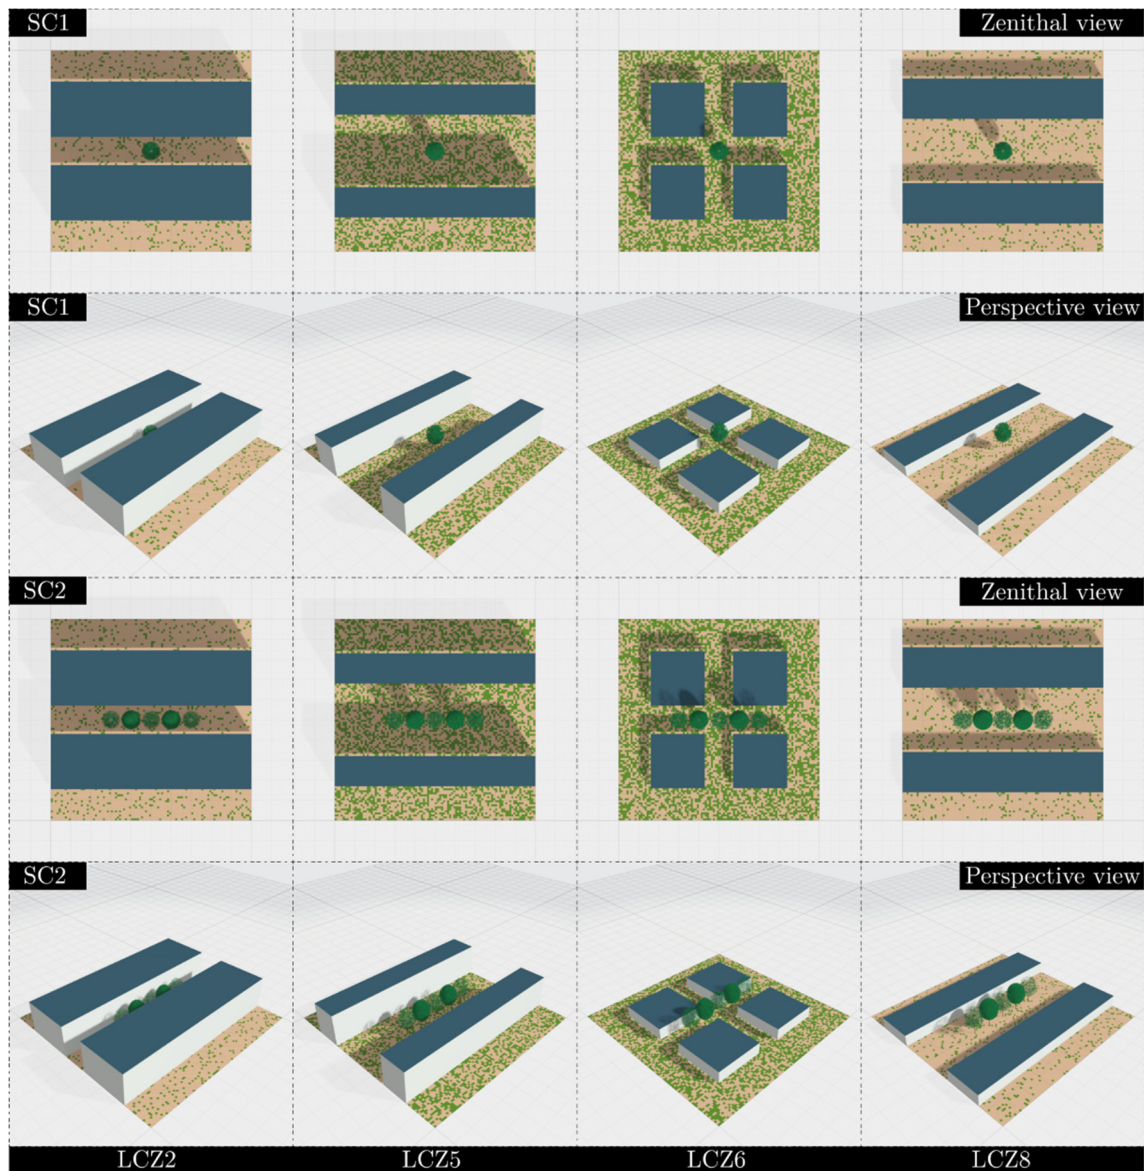 SC1 Zenithal view
SC1 Perspective view
SC2 Zenithal view
SC2 Perspective view
LCZ2 LCZ5 LCZ6 LCZ8